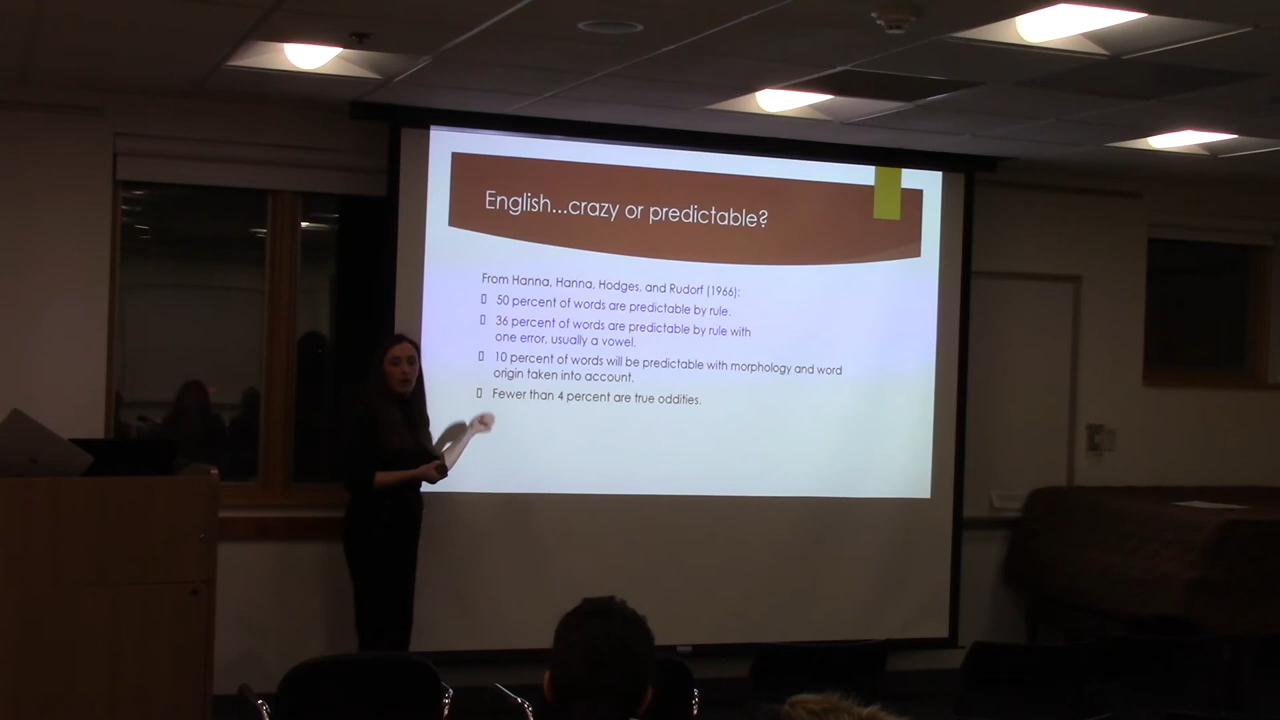 English...crazy or predictable?
From Hanna, Hanna, Hodges, and Rudorf (1966):
50 percent of words are predictable by rule.
36 percent of words are predictable by rule with
one error, usually a vowel.
10 percent of words will be predictable with morphology and word
origin taken into account.
Fewer than 4 percent are true oddities.